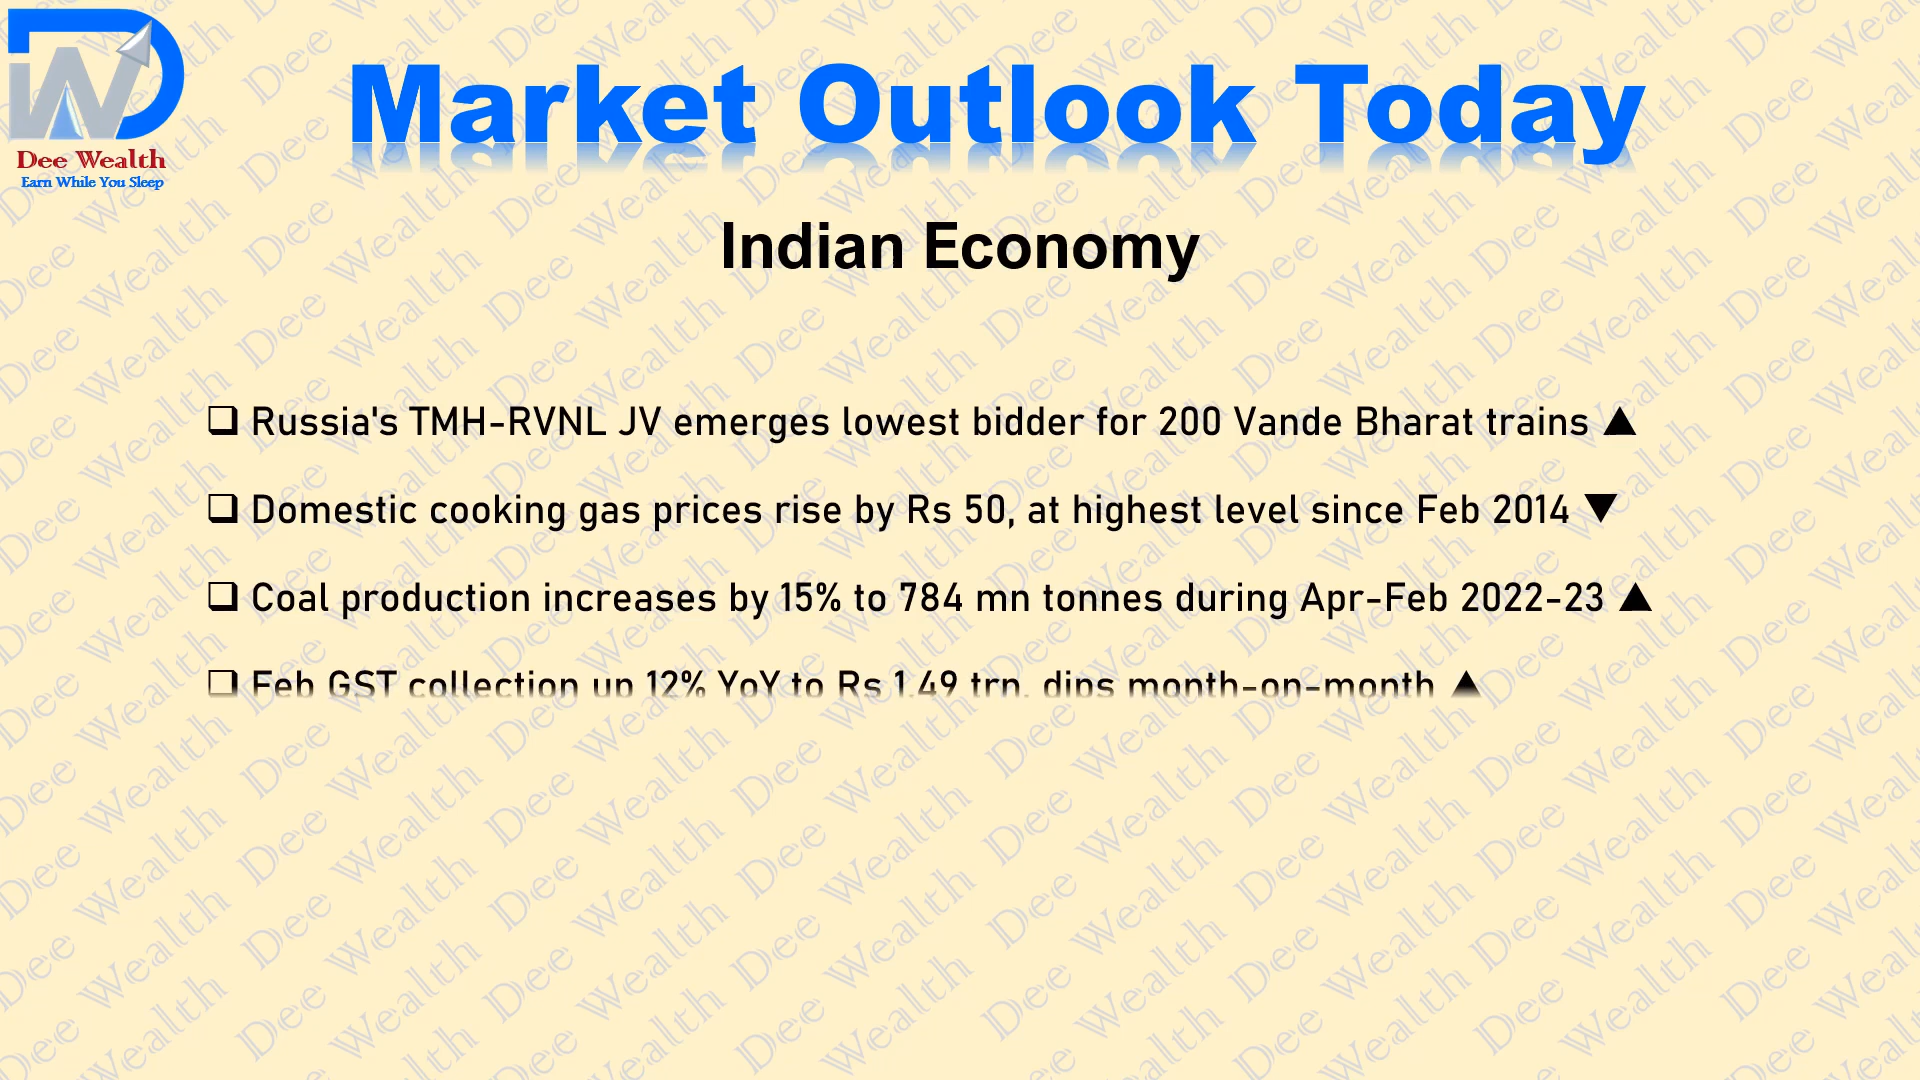 Dee Wealth
Earn While You Sleep
Market Outlook Today
Indian Economy
❑ Russia's TMH-RVNL JV emerges lowest bidder for 200 Vande Bharat trains ▲
❑ Domestic cooking gas prices rise by Rs 50, at highest level since Feb 2014 ▼
❑ Coal production increases by 15% to 784 mn tonnes during Apr-Feb 2022-23 ▲
❑ Feb GST collection up 12% YoY to Rs 1.49 trn, dips month-on-month ▲